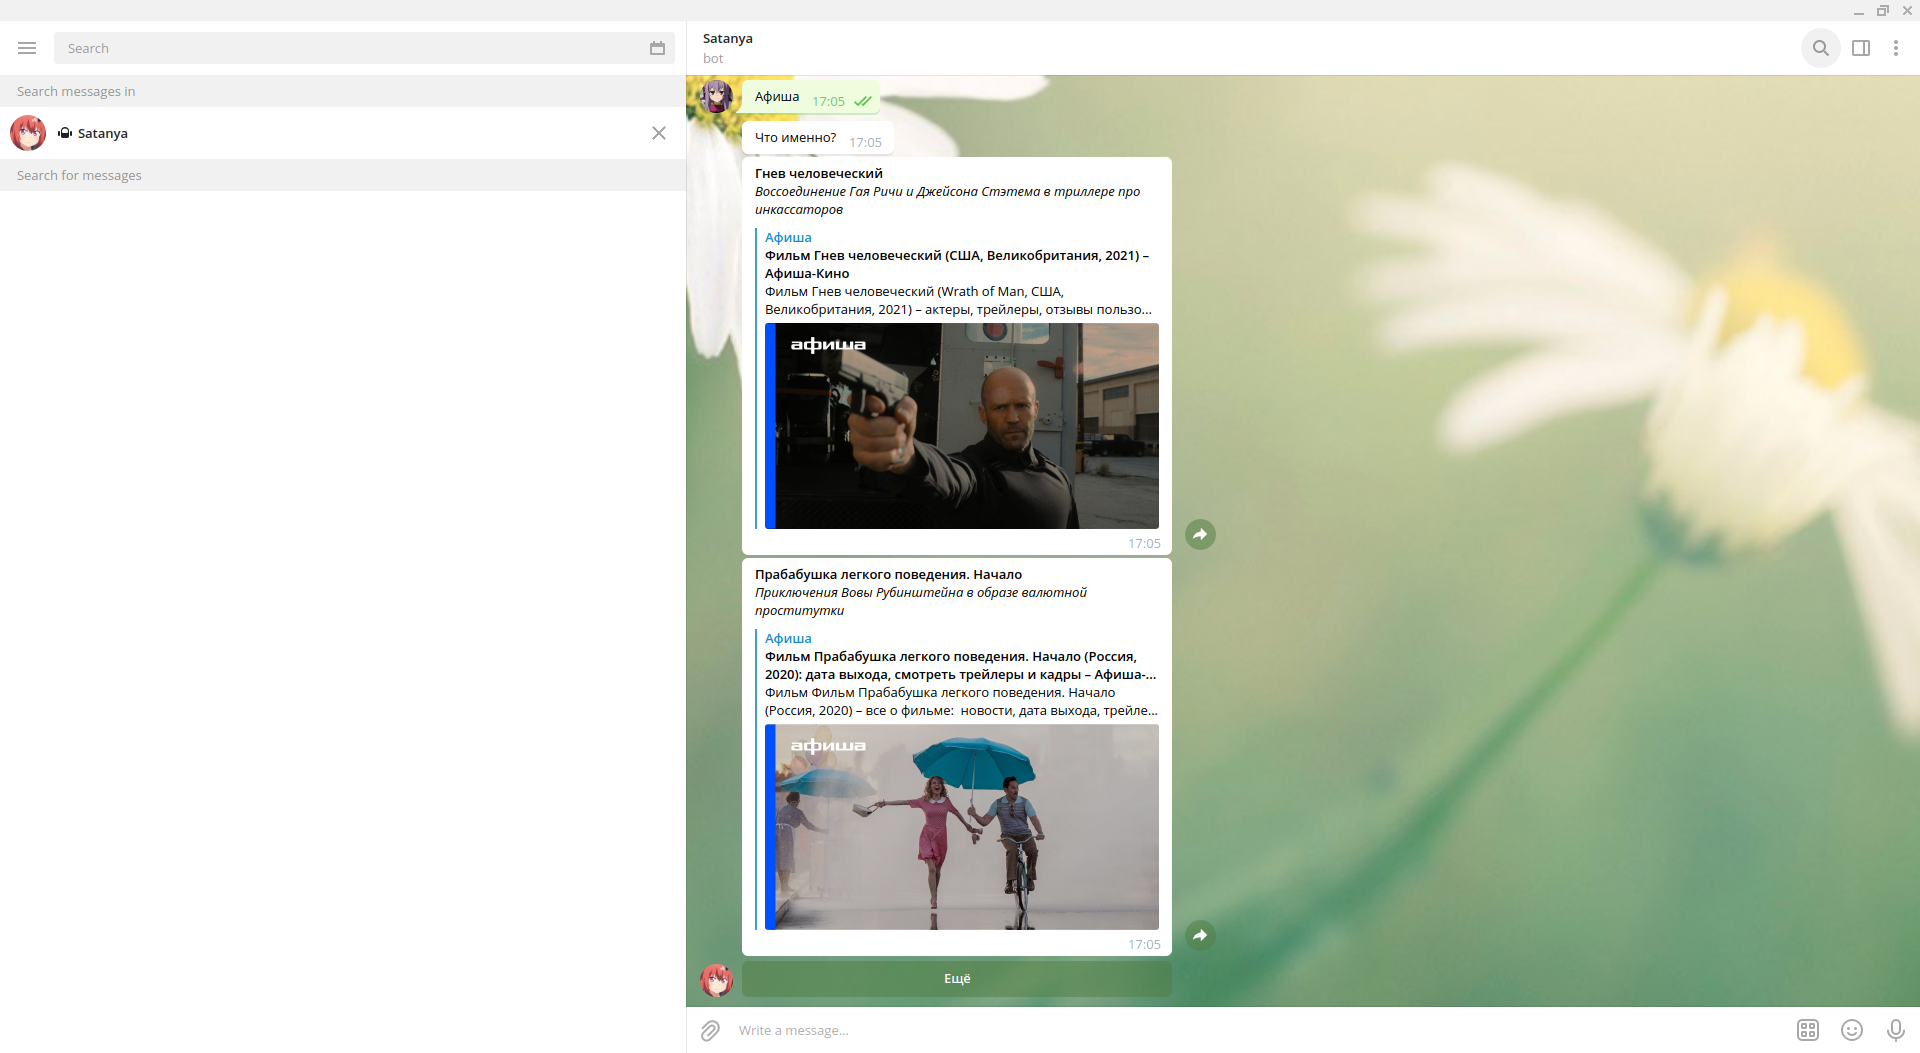 Search
Search messages in
Satanya
Search for messages
Satanya
bot
Афиша 17:05
Что именно? 17:05
Гнев человеческий
Воссоединение Гая Ричи и Джейсона Стэтема в триллере про
инкассаторов
Афиша
Фильм Гнев человеческий (США, Великобритания, 2021) –
Афиша-Кино
Фильм Гнев человеческий (Wrath of Man, США,
Великобритания, 2021) – актеры, трейлеры, отзывы пользо...
афиша
17:05
Прабабушка легкого поведения. Начало
Приключения Вовы Рубинштейна в образе валютной
проститутки
Афиша
Фильм Прабабушка легкого поведения. Начало (Россия,
2020): дата выхода, смотреть трейлеры и кадры – Афиша-...
Фильм Фильм Прабабушка легкого поведения. Начало
(Россия, 2020) – все о фильме:  новости, дата выхода, трейле...
афиша
17:05
Ещё
Write a message...